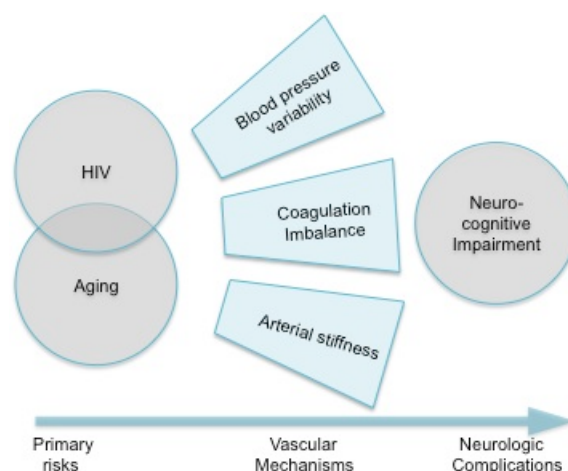 Blood pressure
variability
HIV
Coagulation
Imbalance
Neuro-
cognitive
Impairment
Aging
Arterial stiffness
Primary
risks
Vascular
Mechanisms
Neurologic
Complications